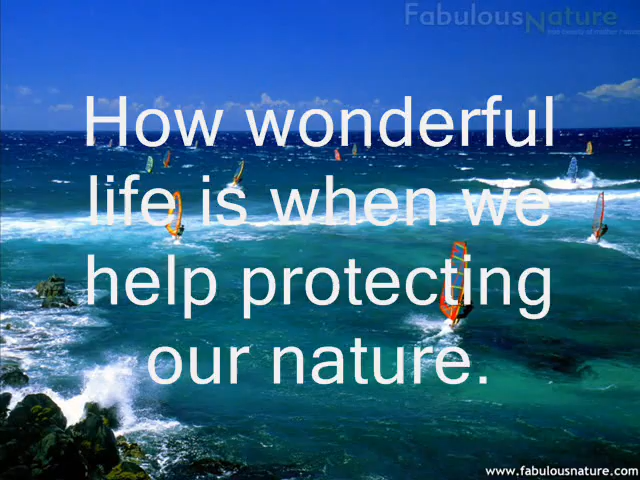 FabulousNature
How wonderful
life is when we
help protecting
our nature.
www.fabulousnature.com